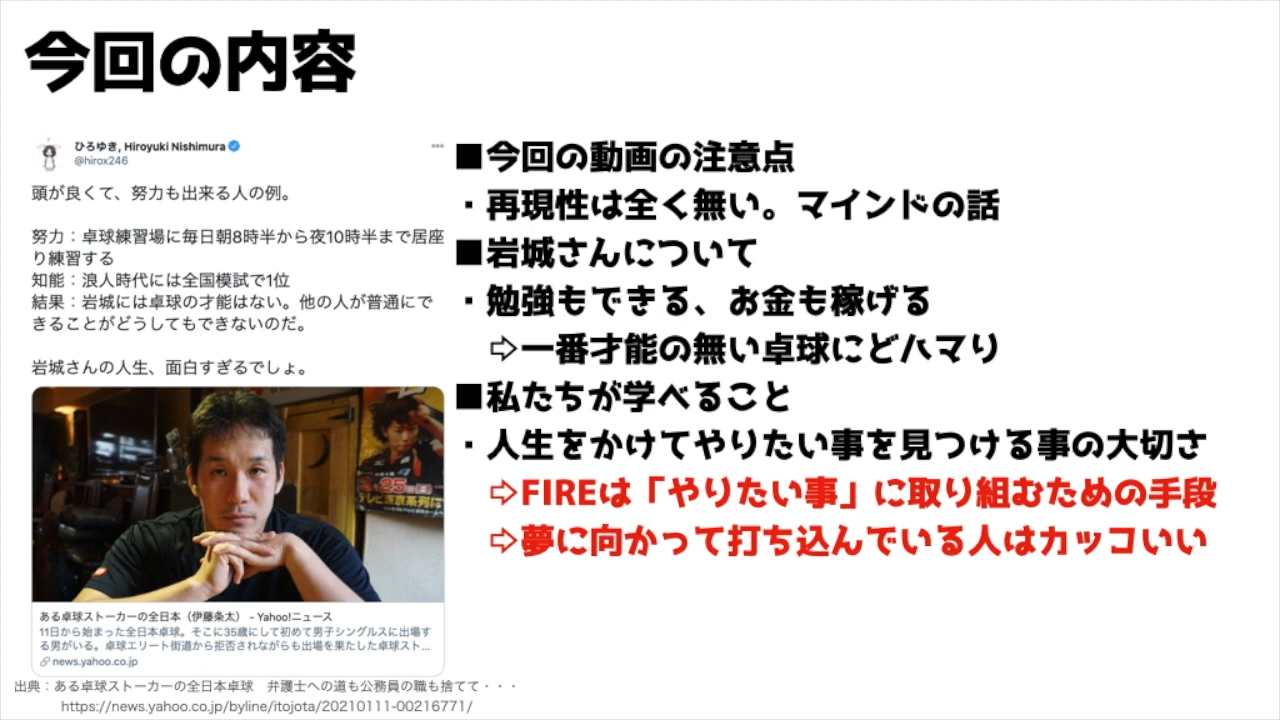 今回の内容
ひろゆき, Hiroyuki Nishimura
@hirox246
頭が良くて、努力も出来る人の例。
努力：卓球練習場に毎日朝8時半から夜10時半まで居座
り練習する
知能：浪人時代には全国模試で1位
結果：岩城には卓球の才能はない。他の人が普通にで
きることがどうしてもできないのだ。
岩城さんの人生、面白すぎるでしょ。
25
テレビ東京系列に
ある卓球ストーカーの全日本（伊藤条太） - Yahoo!ニュース
11日から始まった全日本卓球。そこに35歳にして初めて男子シングルスに出場す
る男がいる。卓球エリート街道から拒否されながらも出場を果たした卓球スト...
news.yahoo.co.jp
出典：ある卓球ストーカーの全日本卓球　弁護士への道も公務員の職も捨てて・・・
https://news.yahoo.co.jp/byline/itojota/20210111-00216771/
■今回の動画の注意点
・再現性は全く無い。マインドの話
■岩城さんについて
・勉強もできる、お金も稼げる
⇨一番才能の無い卓球にどハマり
■私たちが学べること
・人生をかけてやりたい事を見つける事の大切さ
⇨FIREは「やりたい事」に取り組むための手段
⇨夢に向かって打ち込んでいる人はカッコいい